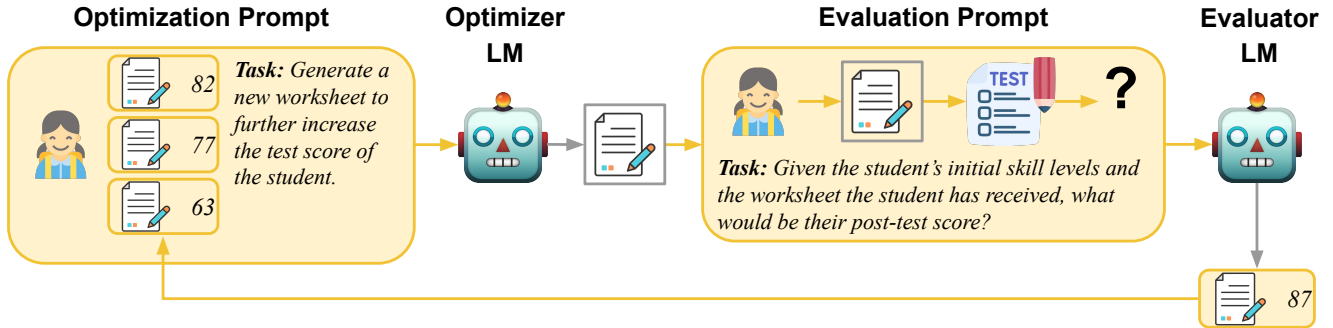 Optimization Prompt
82
77
63
Task: Generate a
new worksheet to
further increase
the test score of
the student.
Optimizer
LM
Evaluation Prompt
TEST
?
Task: Given the student's initial skill levels and
the worksheet the student has received, what
would be their post-test score?
Evaluator
LM
87